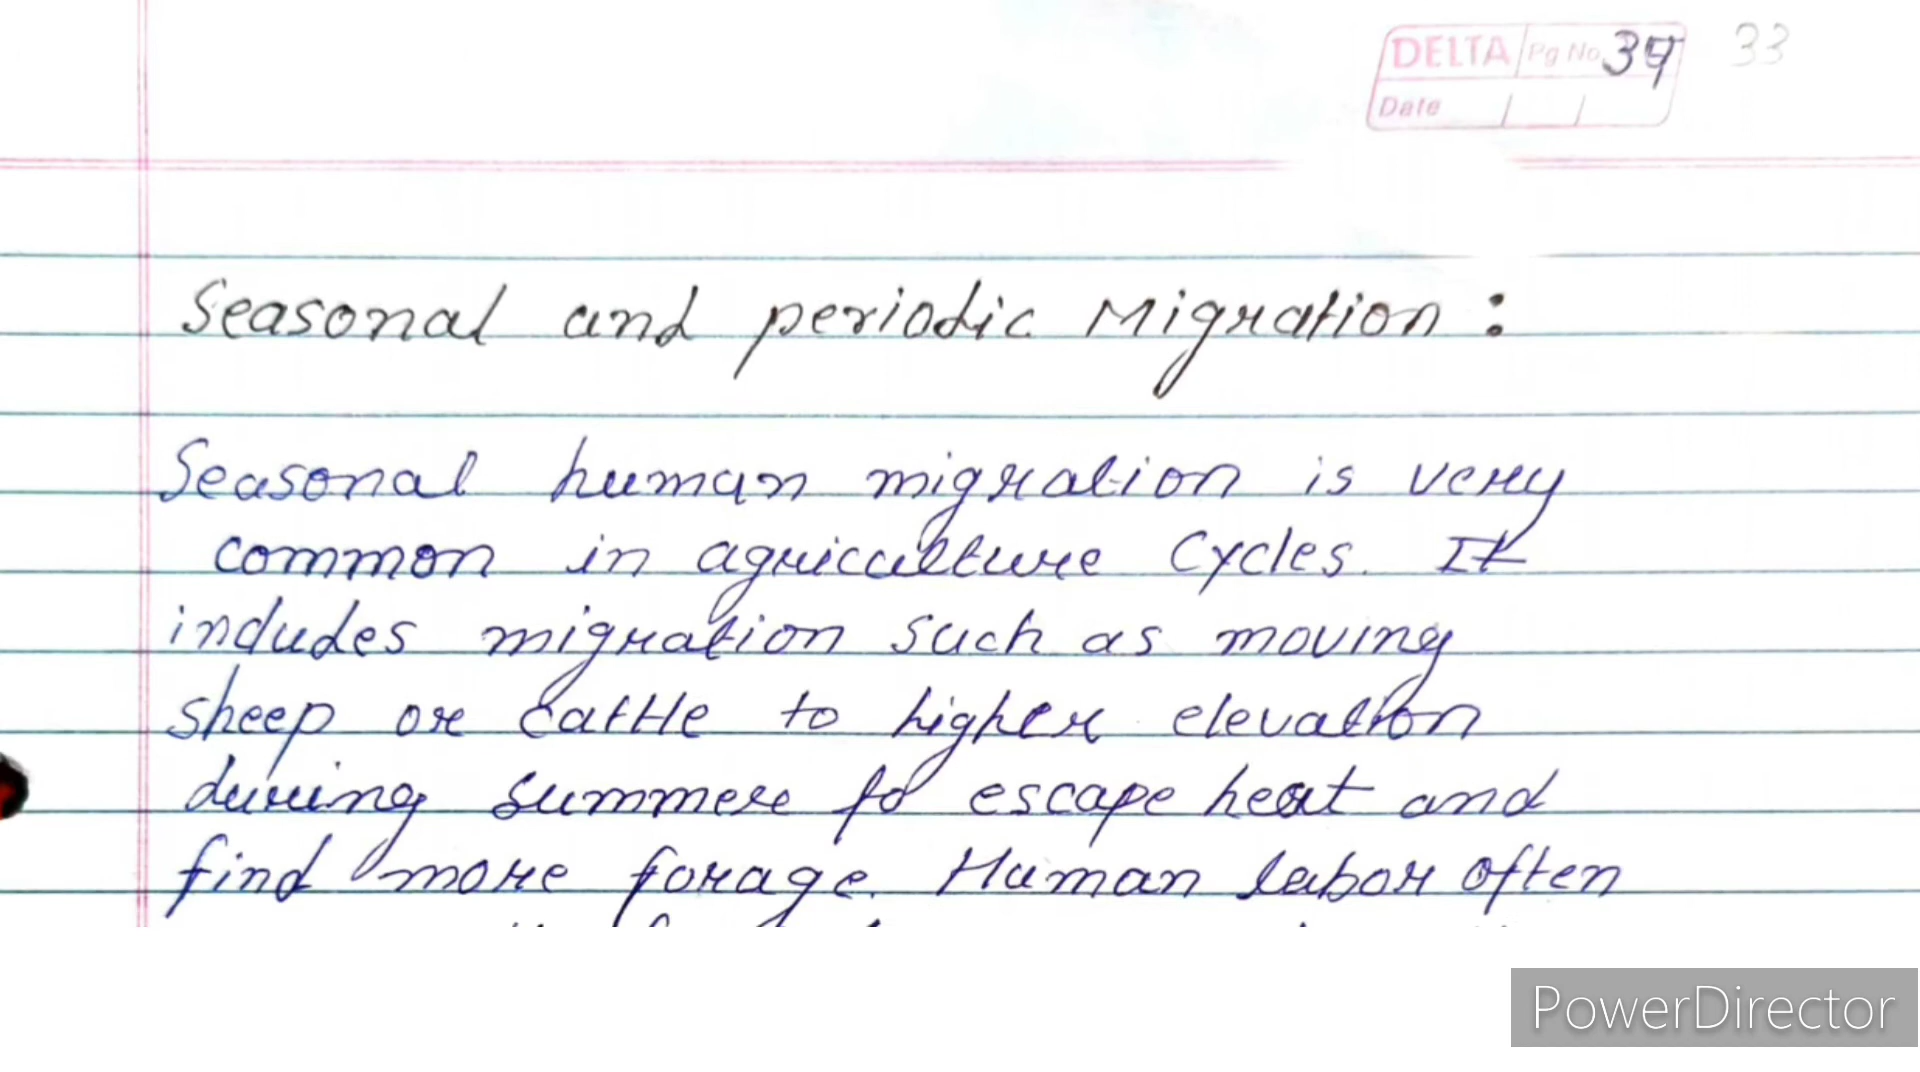 DELTA Pg No. 34 33
Date
Seasonal and periodic Migration :
Seasonal human migration is very
common in agriculture Cycles. It
includes migration such as moving
sheep or cattle to higher elevation
during summer to escape heat and
find more forage. Human labor often
PowerDirector